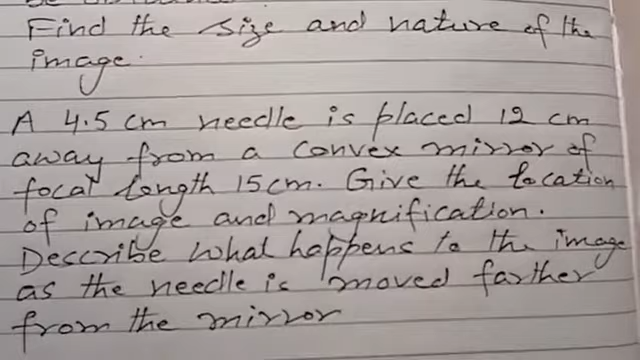 Find the size and nature of the
image.
A 4.5 cm needle is placed 12 cm
away from a convex mirror of
focal length 15 cm. Give the location
of image and magnification.
Describe what happens to the image
as the needle is moved farther
from the mirror